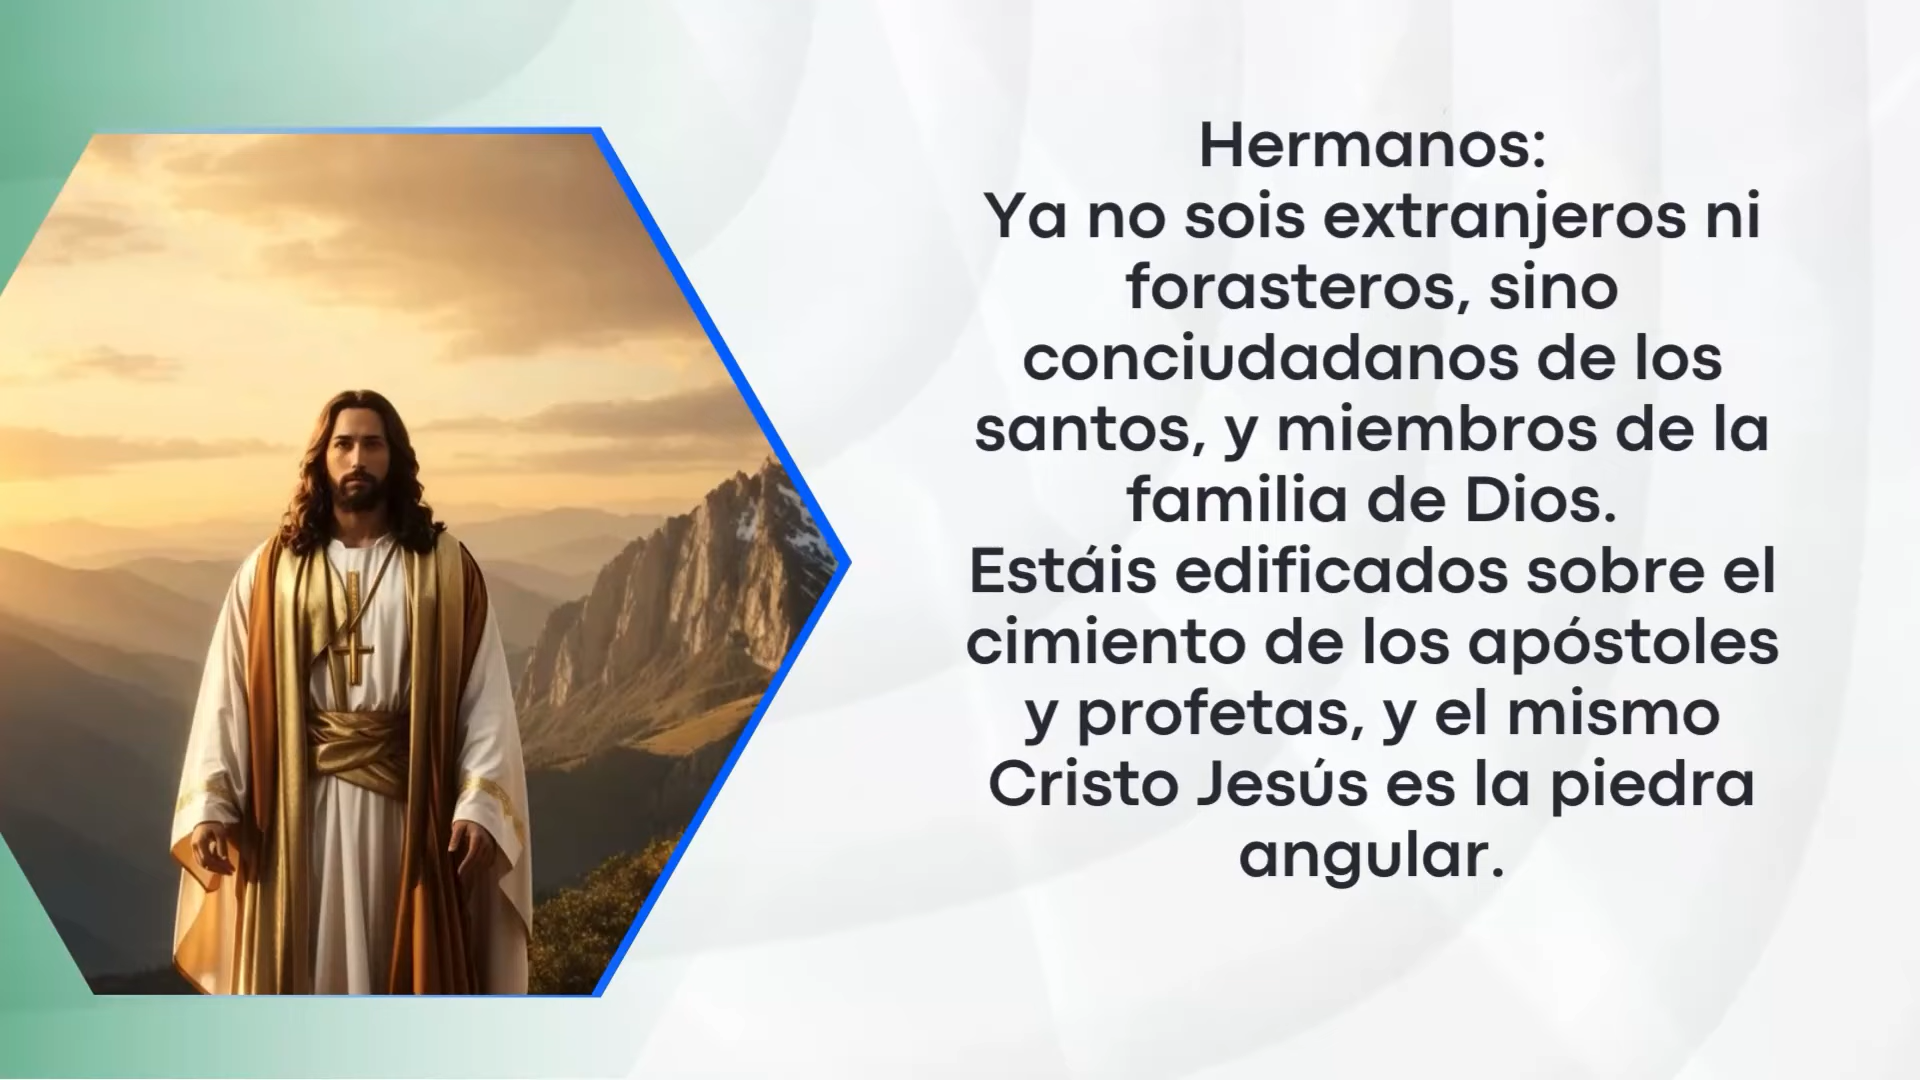 Hermanos:
Ya no sois extranjeros ni
forasteros, sino
conciudadanos de los
santos, y miembros de la
familia de Dios.
Estáis edificados sobre el
cimiento de los apóstoles
y profetas, y el mismo
Cristo Jesús es la piedra
angular.